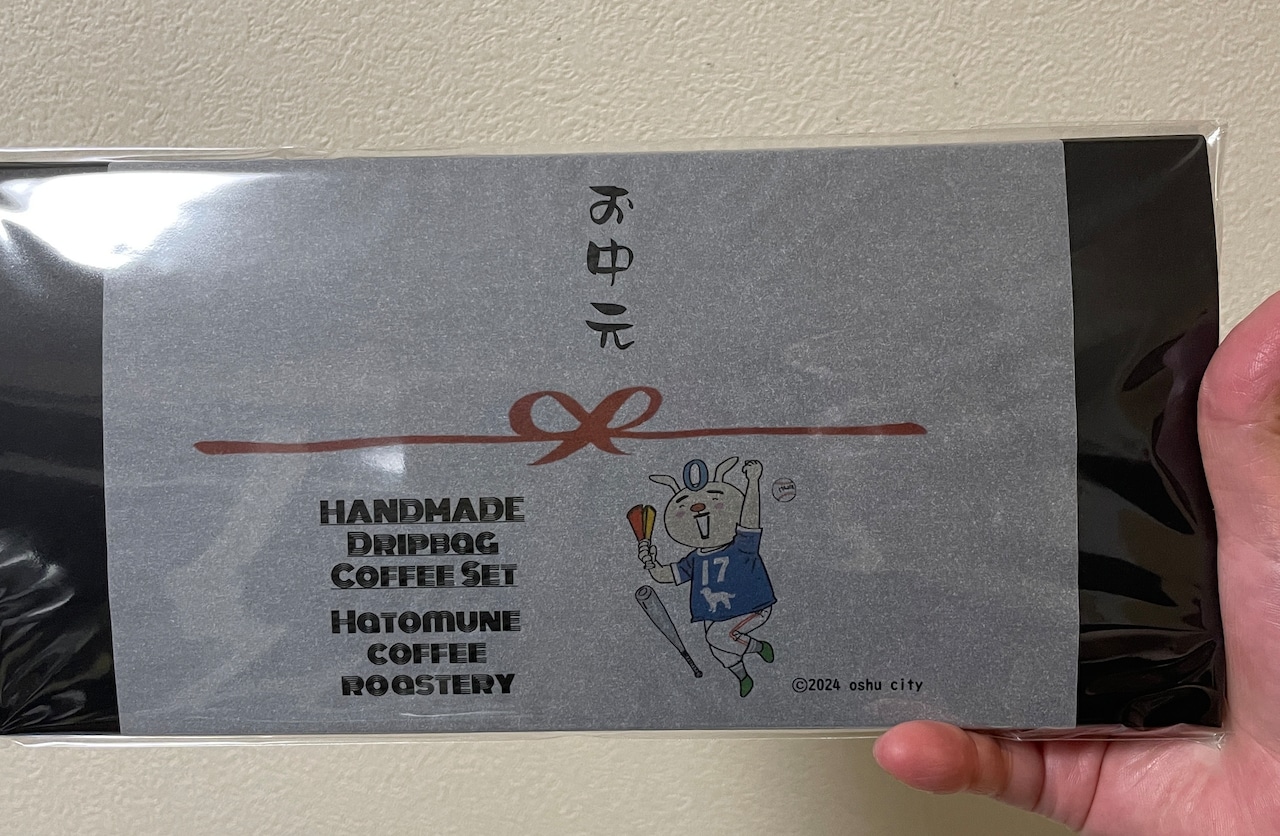 お中元
HANDMADE
DRIPBAG
COFFEE SET
HATOMUNE
COFFEE
ROASTERY
O
17
©2024 oshu city